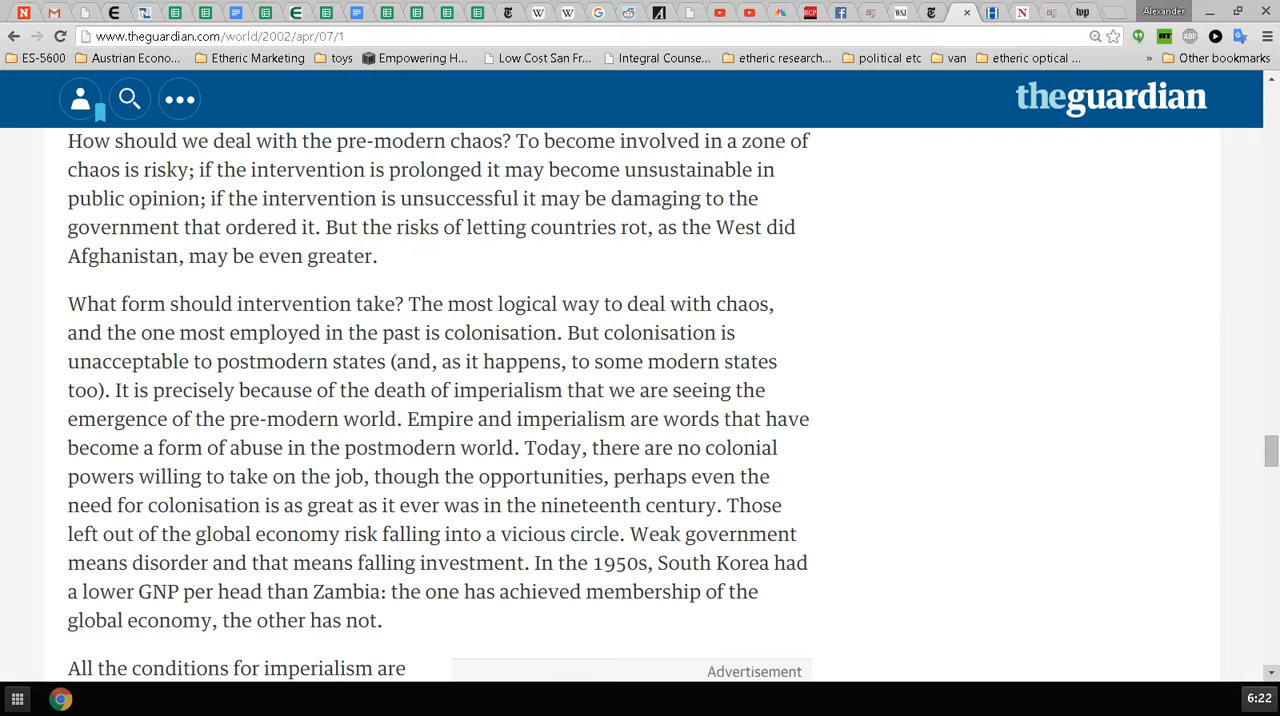 Alexander
www.theguardian.com/world/2002/apr/07/1
ES-5600 Austrian Econo... Etheric Marketing toys Empowering H... Low Cost San Fr... Integral Counse... etheric research... political etc van etheric optical ... » Other bookmarks
theguardian
How should we deal with the pre-modern chaos? To become involved in a zone of
chaos is risky; if the intervention is prolonged it may become unsustainable in
public opinion; if the intervention is unsuccessful it may be damaging to the
government that ordered it. But the risks of letting countries rot, as the West did
Afghanistan, may be even greater.
What form should intervention take? The most logical way to deal with chaos,
and the one most employed in the past is colonisation. But colonisation is
unacceptable to postmodern states (and, as it happens, to some modern states
too). It is precisely because of the death of imperialism that we are seeing the
emergence of the pre-modern world. Empire and imperialism are words that have
become a form of abuse in the postmodern world. Today, there are no colonial
powers willing to take on the job, though the opportunities, perhaps even the
need for colonisation is as great as it ever was in the nineteenth century. Those
left out of the global economy risk falling into a vicious circle. Weak government
means disorder and that means falling investment. In the 1950s, South Korea had
a lower GNP per head than Zambia: the one has achieved membership of the
global economy, the other has not.
All the conditions for imperialism are
Advertisement
6:22